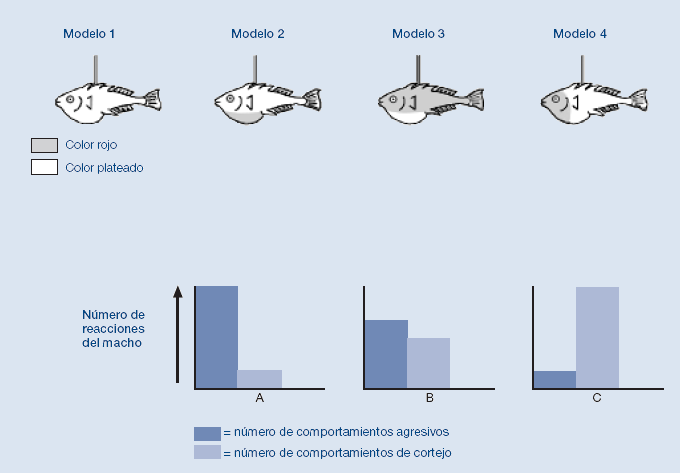 Modelo 1
Modelo 2
Modelo 3
Modelo 4
Color rojo
Color plateado
Número de
reacciones
del macho
A
B
C
= número de comportamientos agresivos
= número de comportamientos de cortejo